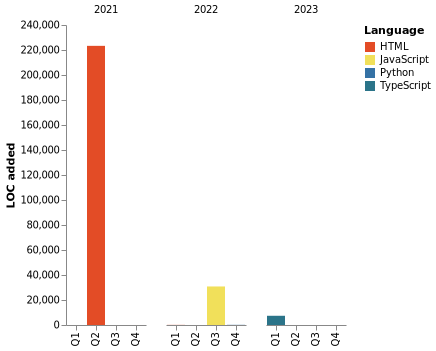 2021 2022 2023
Language
HTML
JavaScript
Python
TypeScript
LOC added
240,000
220,000
200,000
180,000
160,000
140,000
120,000
100,000
80,000
60,000
40,000
20,000
0
Q1 Q2 Q3 Q4 Q1 Q2 Q3 Q4 Q1 Q2 Q3 Q4